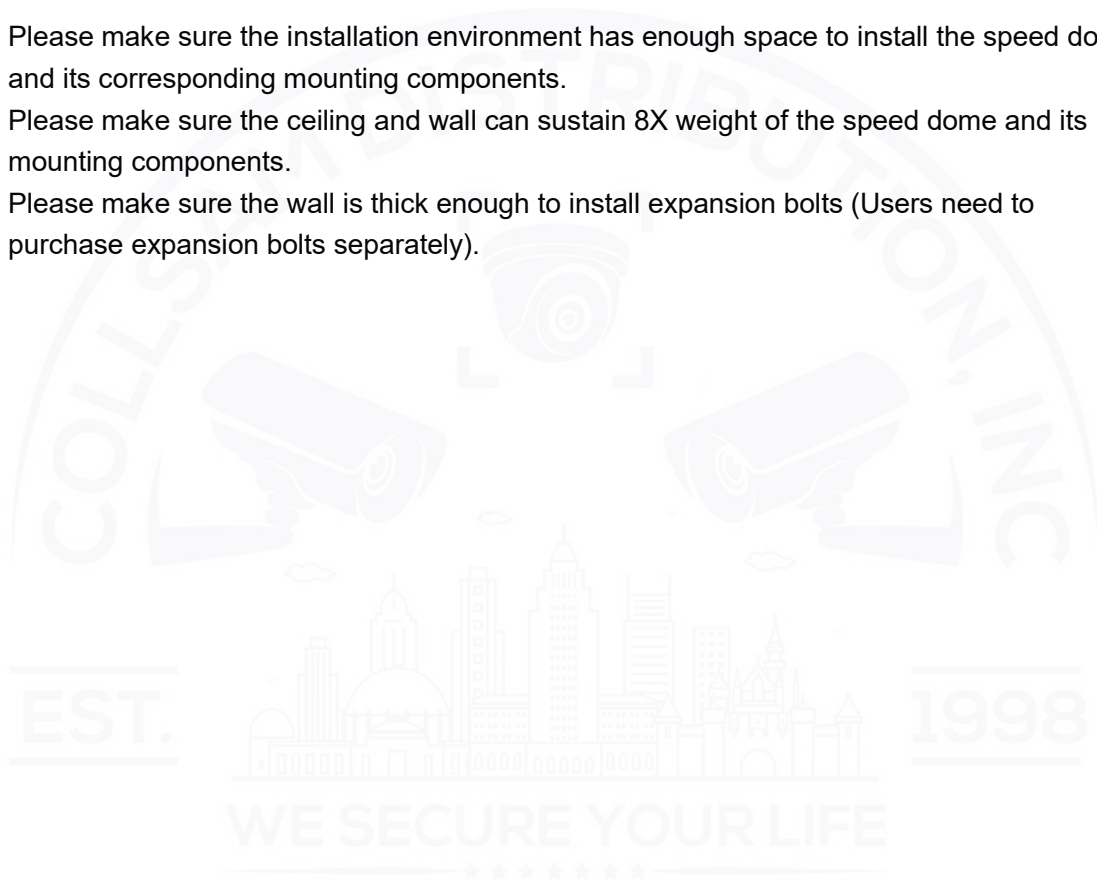 Please make sure the installation environment has enough space to install the speed do
and its corresponding mounting components.
Please make sure the ceiling and wall can sustain 8X weight of the speed dome and its
mounting components.
Please make sure the wall is thick enough to install expansion bolts (Users need to
purchase expansion bolts separately).
COLLSAM DISTRIBUTION, INC
EST.
1998
WE SECURE YOUR LIFE